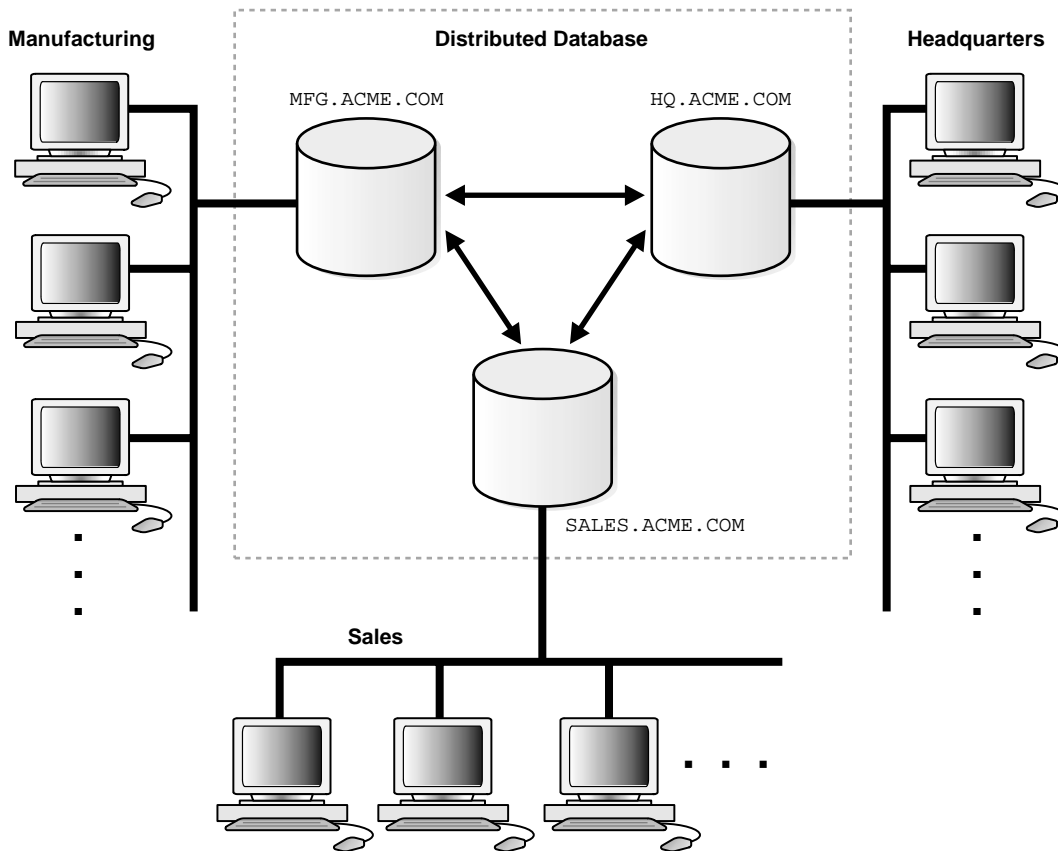 Manufacturing
Distributed Database
Headquarters
MFG.ACME.COM
HQ.ACME.COM
SALES.ACME.COM
Sales